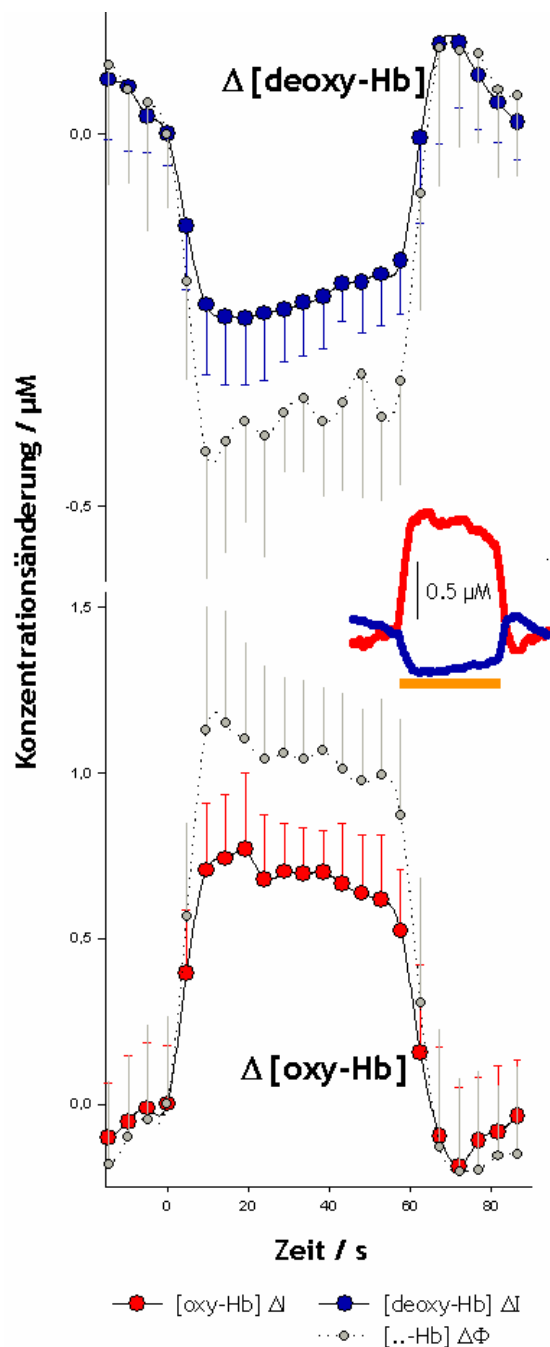 Δ [deoxy-Hb]
0,0
-0,5
0.5 µM
1,5
1,0
0,5
0,0
Konzentrationsänderung / µM
Δ [oxy-Hb]
0 20 40 60 80
Zeit / s
[oxy-Hb] ΔI [deoxy-Hb] ΔI
[..-Hb] ΔΦ